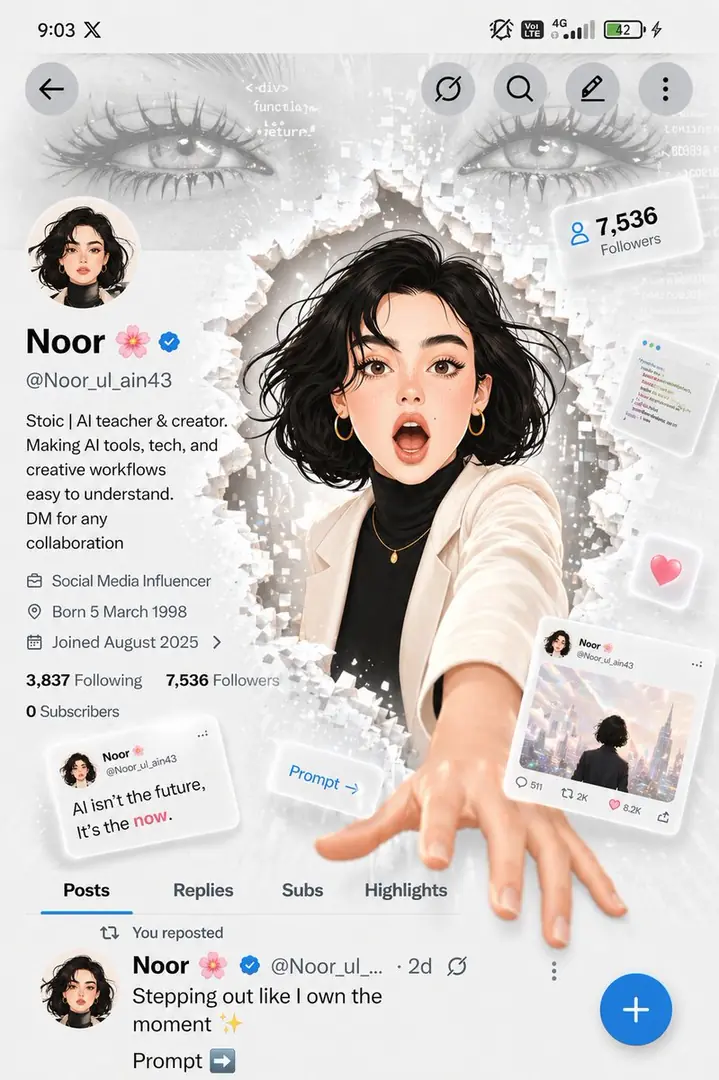 9:03 X
Vo! LTE 4G 42
<div>
return
7,536
Followers
Noor 🌸
@Noor_ul_ain43
Stoic | AI teacher & creator.
Making AI tools, tech, and
creative workflows
easy to understand.
DM for any
collaboration
Social Media Influencer
Born 5 March 1998
Joined August 2025
3,837 Following 7,536 Followers
0 Subscribers
Noor 🌸
@Noor_ul_ain43
AI isn't the future,
It's the now.
Prompt →
Noor 🌸
@Noor_ul_ain43
511 2K 8.2K
Posts Replies Subs Highlights
You reposted
Noor 🌸 @Noor_ul_... · 2d
Stepping out like I own the
moment ✨
Prompt ➡️